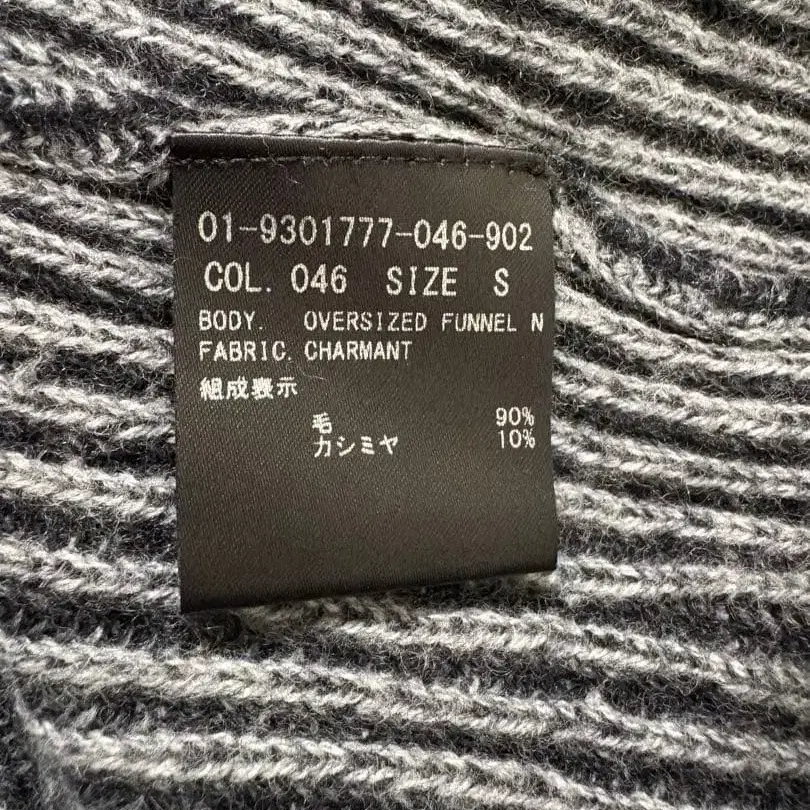 01-9301777-046-902
COL. 046 SIZE S
BODY. OVERSIZED FUNNEL N
FABRIC. CHARMANT
組成表示
毛 90%
カシミヤ 10%